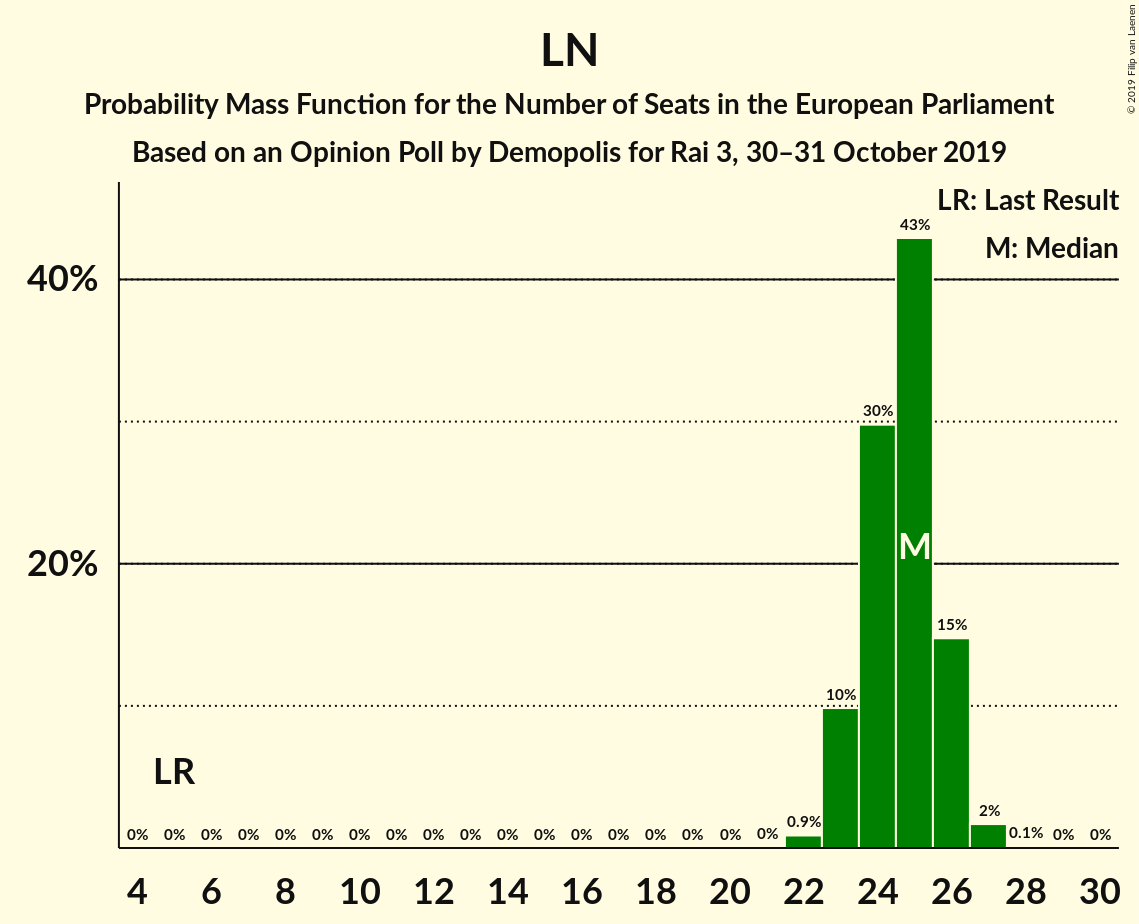 LN
Probability Mass Function for the Number of Seats in the European Parliament
Based on an Opinion Poll by Demopolis for Rai 3, 30–31 October 2019
© 2019 Filip van Laenen
LR: Last Result
M: Median
43%
40%
30%
M
20%
15%
10%
LR
0% 0% 0% 0% 0% 0% 0% 0% 0% 0% 0% 0% 0% 0% 0% 0% 0% 0% 0.9% 2% 0.1% 0% 0%
4 6 8 10 12 14 16 18 20 22 24 26 28 30